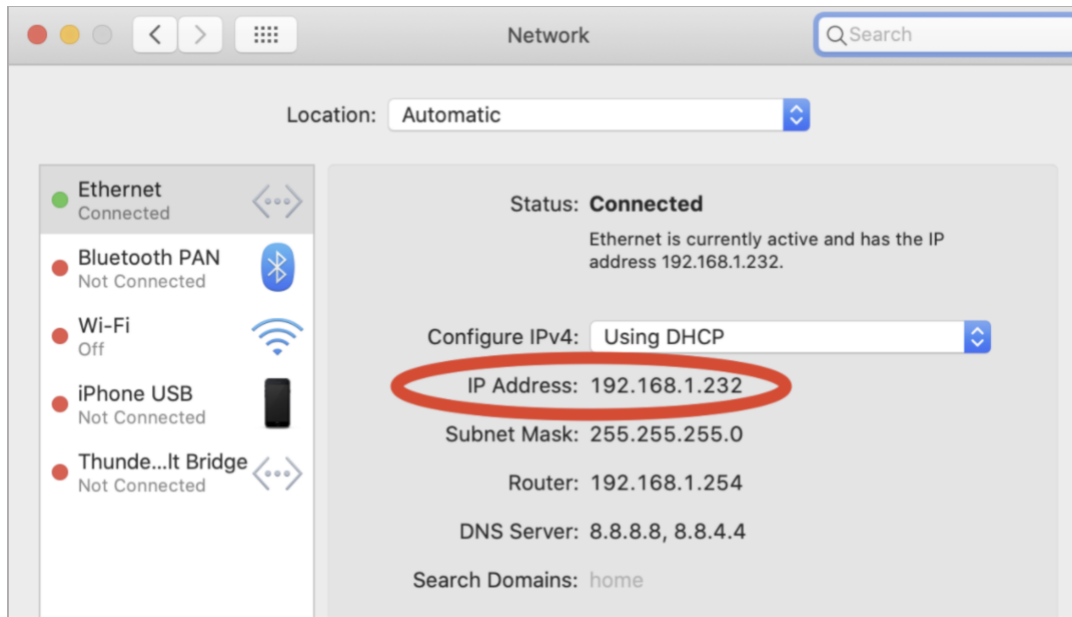 Network
Search
Location: Automatic
Ethernet
Connected
Bluetooth PAN
Not Connected
Wi-Fi
Off
iPhone USB
Not Connected
Thunde...lt Bridge
Not Connected
Status: Connected
Ethernet is currently active and has the IP
address 192.168.1.232.
Configure IPv4: Using DHCP
IP Address: 192.168.1.232
Subnet Mask: 255.255.255.0
Router: 192.168.1.254
DNS Server: 8.8.8.8, 8.8.4.4
Search Domains: home